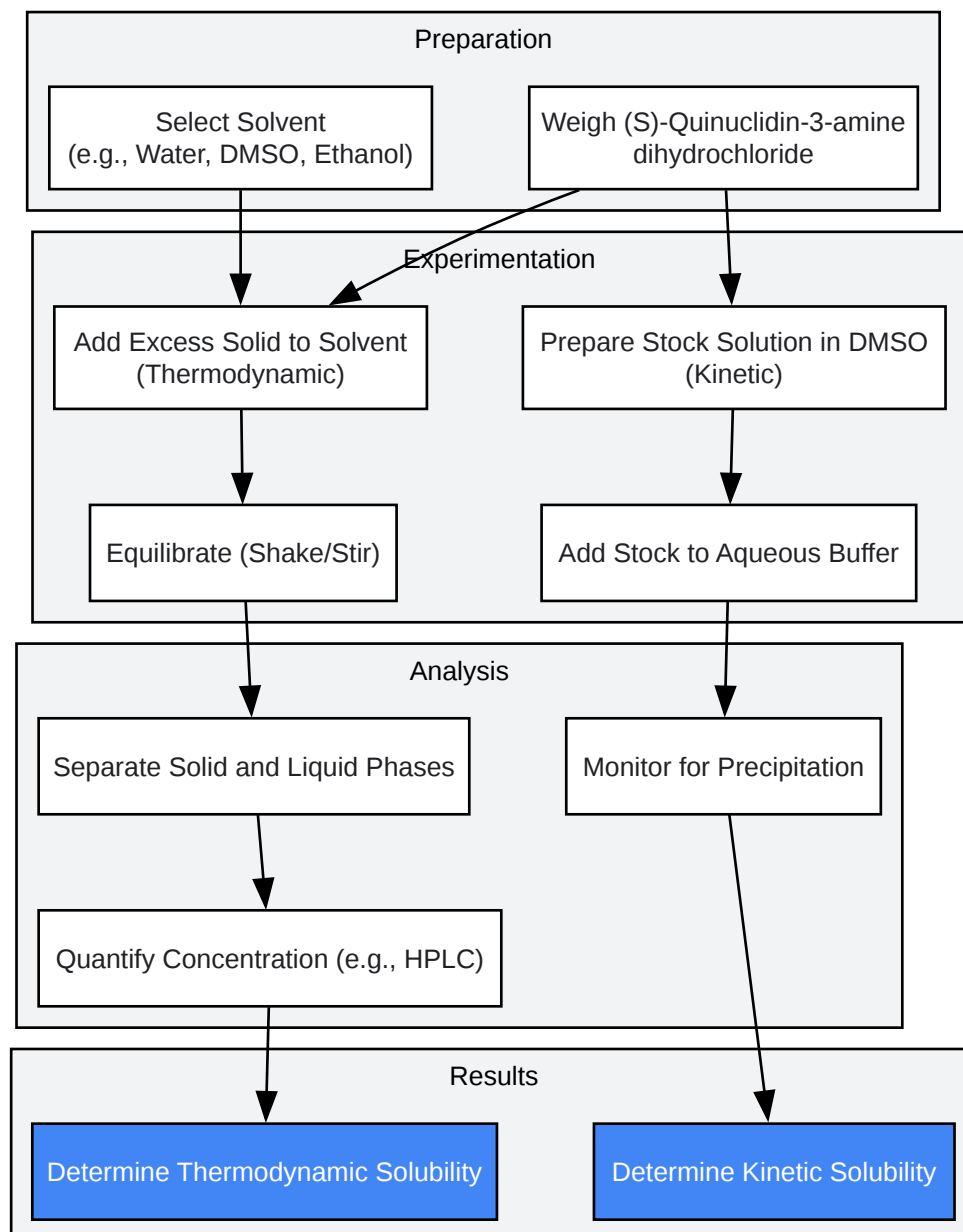 Preparation
Select Solvent
(e.g., Water, DMSO, Ethanol)
Weigh (S)-Quinuclidin-3-amine
dihydrochloride
Experimentation
Add Excess Solid to Solvent
(Thermodynamic)
Prepare Stock Solution in DMSO
(Kinetic)
Equilibrate (Shake/Stir)
Add Stock to Aqueous Buffer
Analysis
Separate Solid and Liquid Phases
Monitor for Precipitation
Quantify Concentration (e.g., HPLC)
Results
Determine Thermodynamic Solubility
Determine Kinetic Solubility